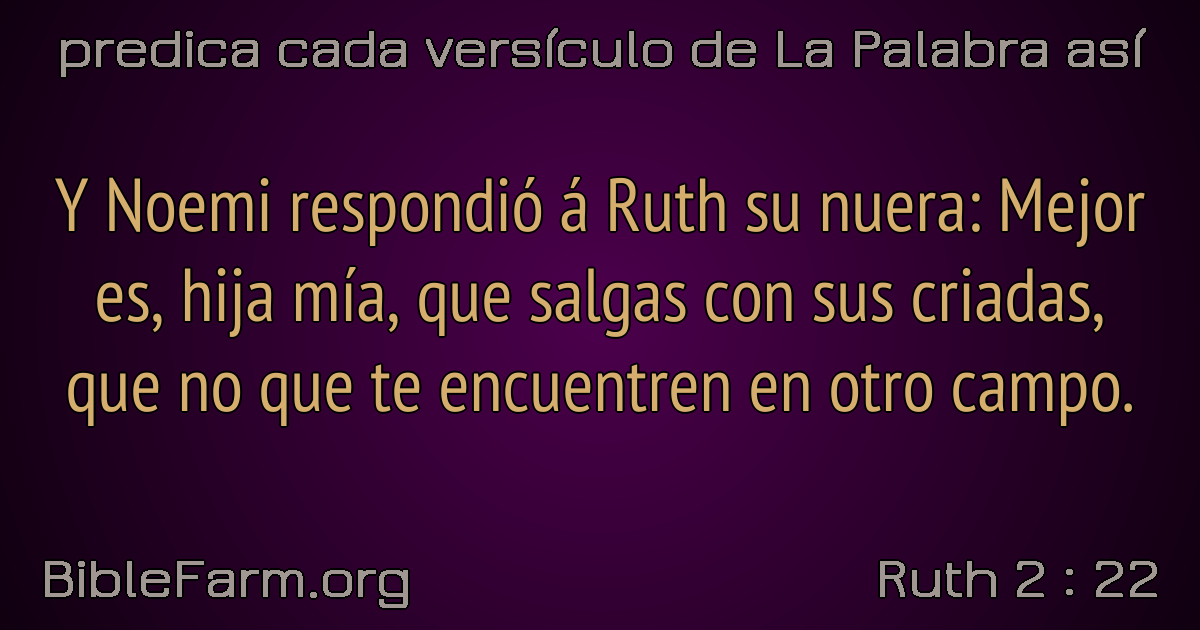 predica cada versículo de La Palabra así
Y Noemi respondió á Ruth su nuera: Mejor
es, hija mía, que salgas con sus criadas,
que no que te encuentren en otro campo.
BibleFarm.org
Ruth 2 : 22